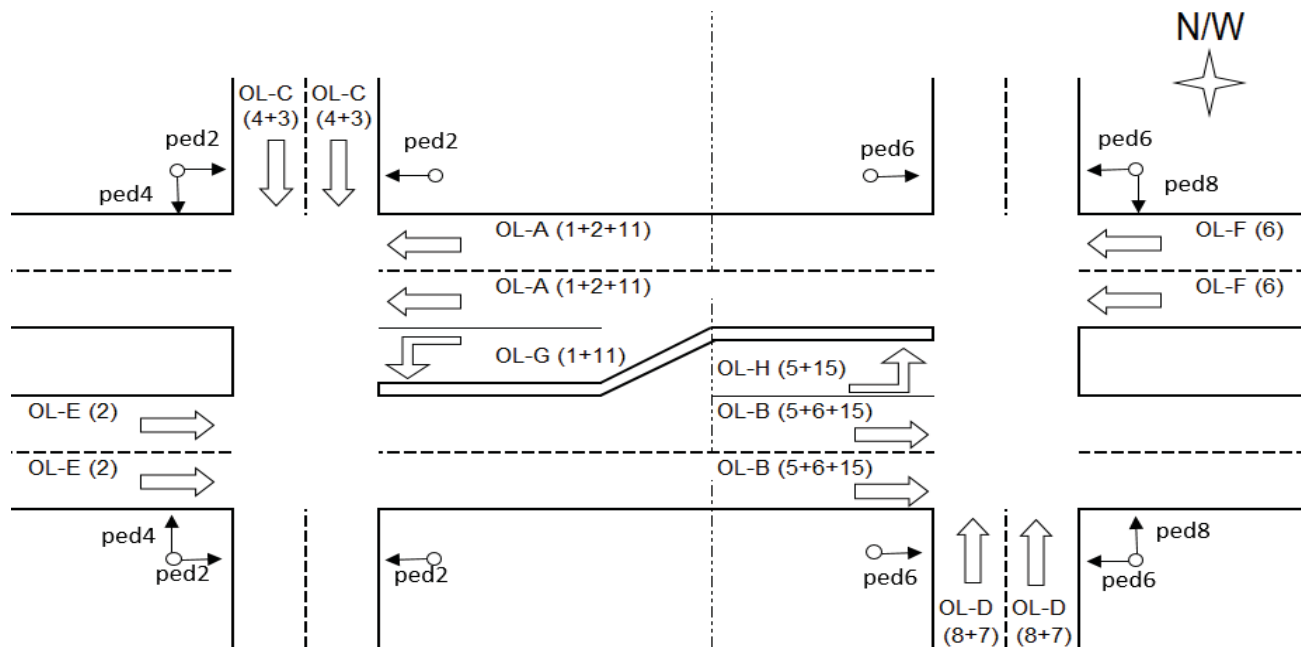 N/W
OL-C
(4+3)
OL-C
(4+3)
ped2
ped4
ped2
ped6
ped6
ped8
OL-A (1+2+11)
OL-F (6)
OL-A (1+2+11)
OL-F (6)
OL-G (1+11)
OL-H (5+15)
OL-E (2)
OL-B (5+6+15)
OL-E (2)
OL-B (5+6+15)
ped4
ped2
ped2
ped6
ped8
ped6
OL-D
(8+7)
OL-D
(8+7)